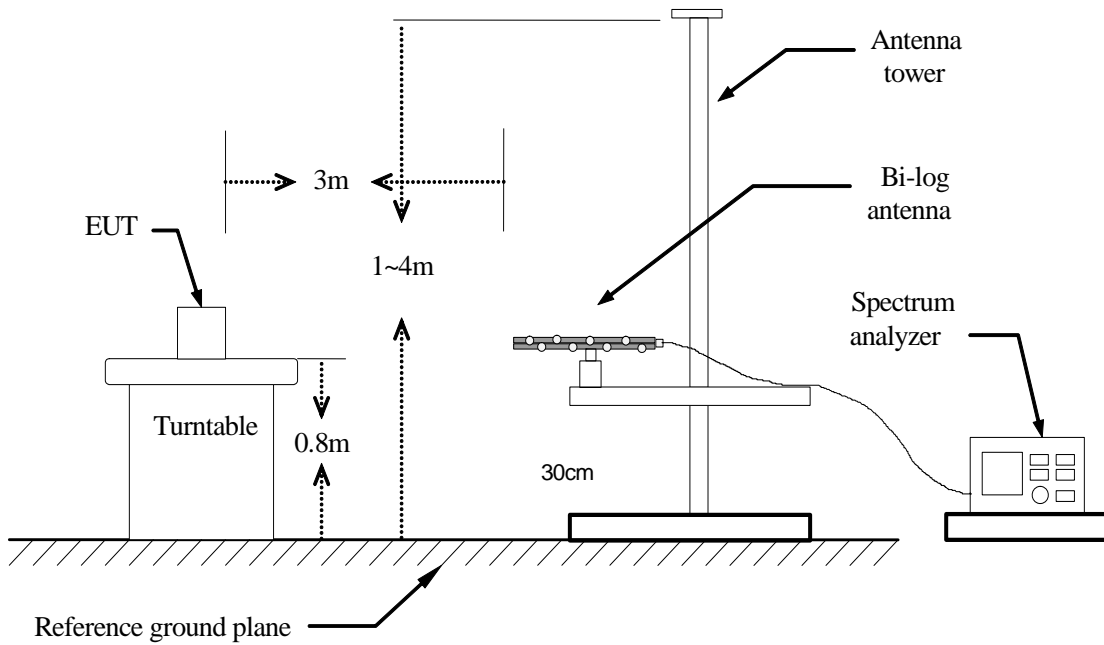 Antenna
tower
3m
Bi-log
antenna
EUT
1~4m
Spectrum
analyzer
Turntable
0.8m
30cm
Reference ground plane